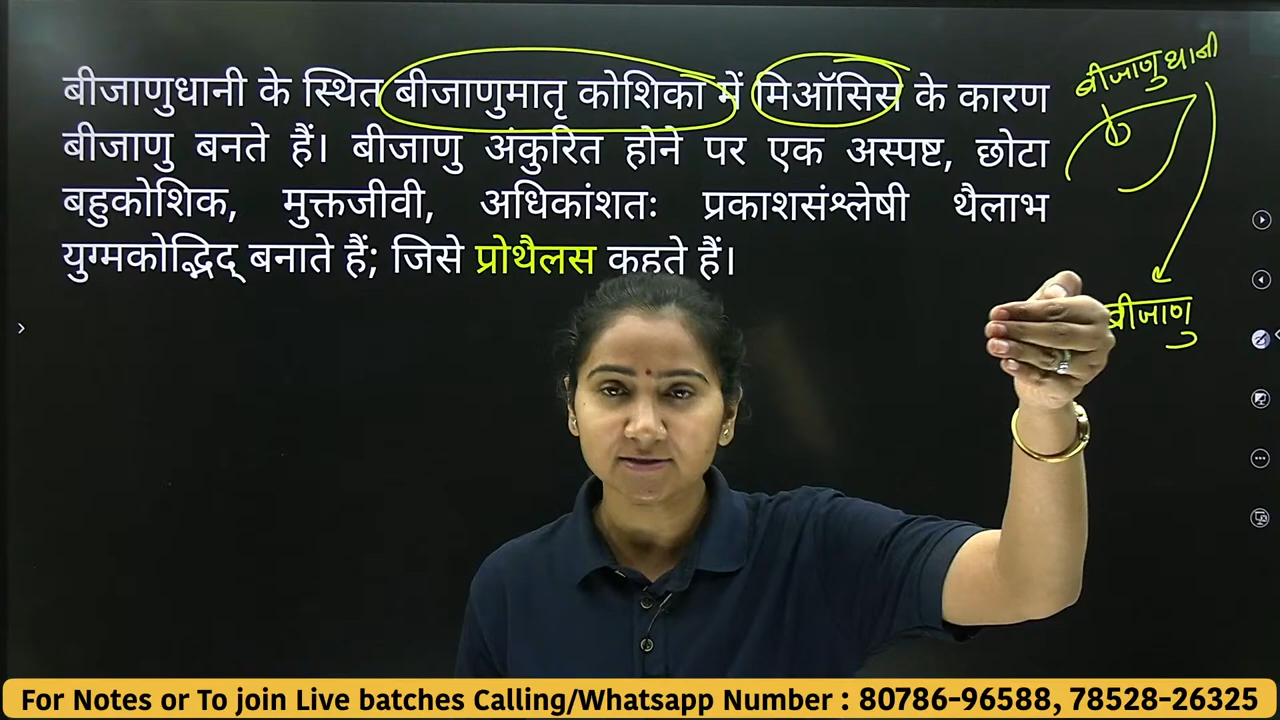 बीजाणुधानी के स्थित बीजाणुमातृ कोशिका में मिऑसिस के कारण
बीजाणु बनते हैं। बीजाणु अंकुरित होने पर एक अस्पष्ट, छोटा
बहुकोशिक, मुक्तजीवी, अधिकांशतः प्रकाशसंश्लेषी थैलाभ
युग्मकोद्भिद् बनाते हैं; जिसे प्रोथैलस कहते हैं।
बीजाणुधानी
बीजाणु
For Notes or To join Live batches Calling/Whatsapp Number : 80786-96588, 78528-26325